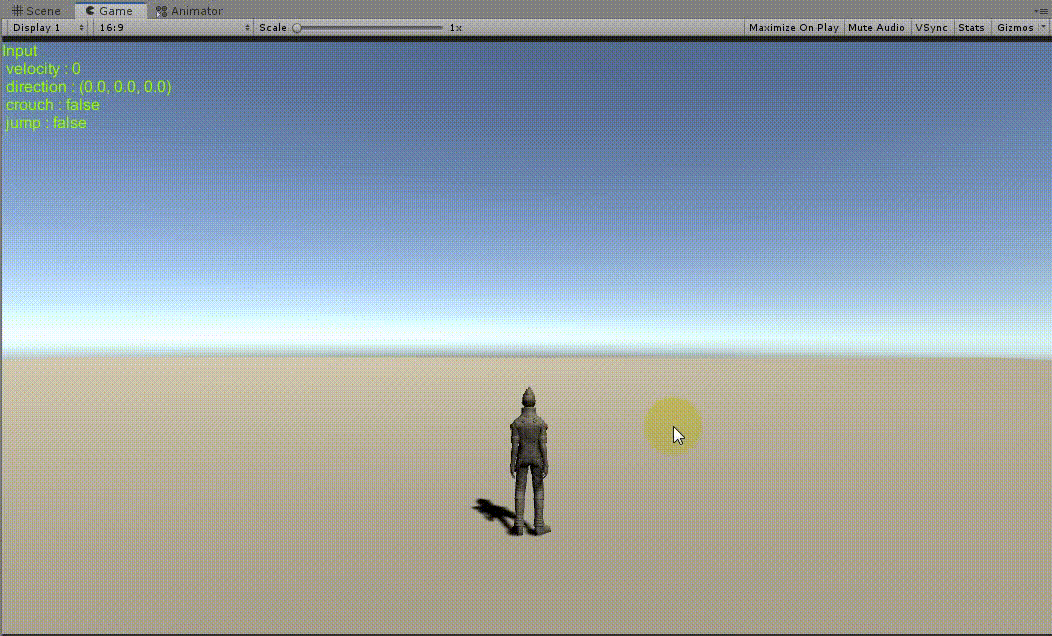 Scene Game Animator
Display 1 16:9 Scale 1x Maximize On Play Mute Audio VSync Stats Gizmos
Input
velocity : 0
direction : (0.0, 0.0, 0.0)
crouch : false
jump : false